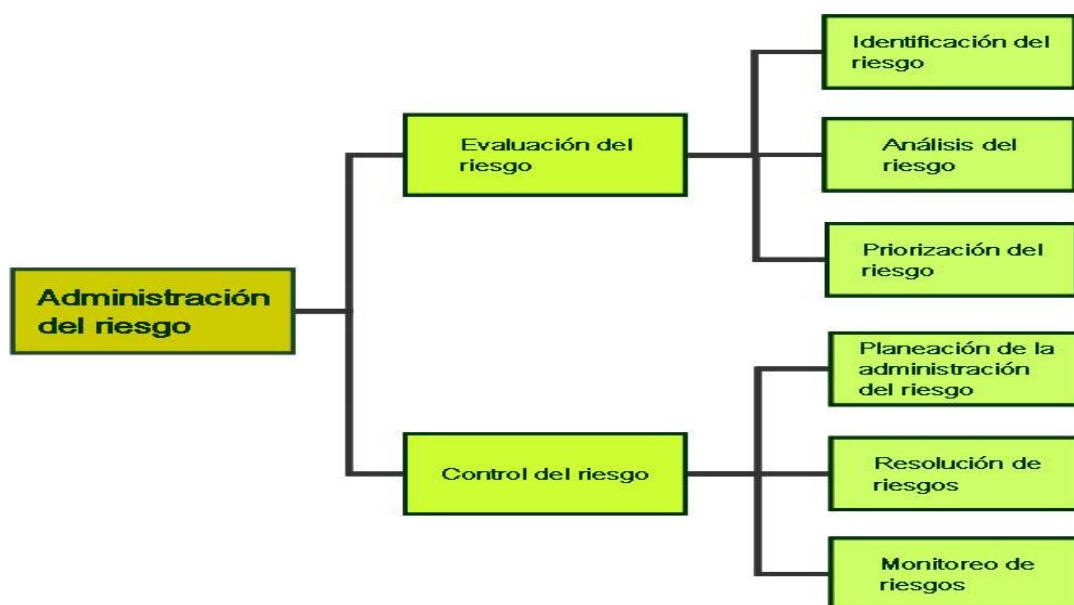 Administración
del riesgo
Evaluación del
riesgo
Identificación del
riesgo
Análisis del
riesgo
Priorización del
riesgo
Control del riesgo
Planeación de la
administración
del riesgo
Resolución de
riesgos
Monitoreo de
riesgos